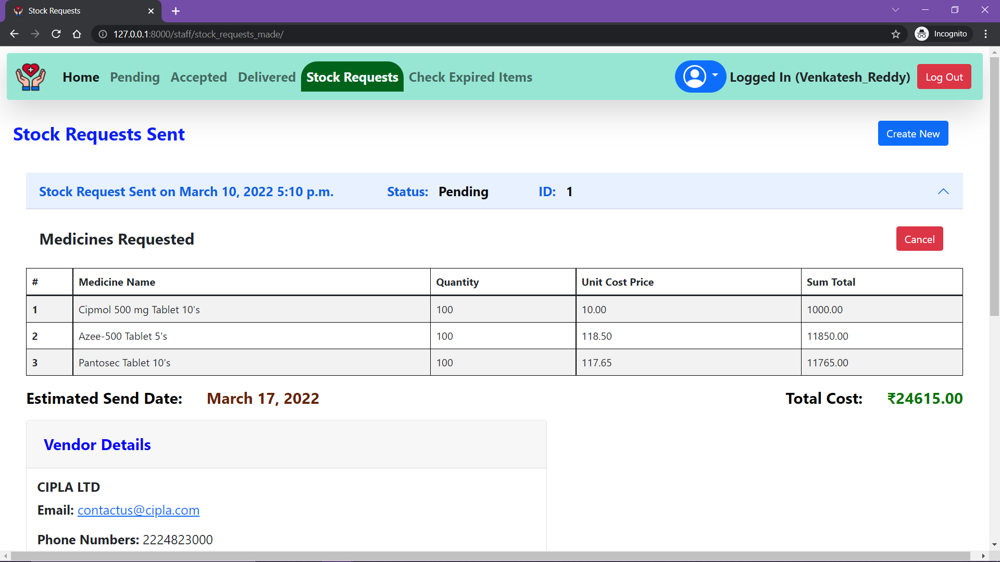 Stock Requests
127.0.0.1:8000/staff/stock_requests_made/
Incognito
Home Pending Accepted Delivered Stock Requests Check Expired Items Logged In (Venkatesh_Reddy) Log Out
Stock Requests Sent Create New
Stock Request Sent on March 10, 2022 5:10 p.m. Status: Pending ID: 1
Medicines Requested Cancel
# Medicine Name Quantity Unit Cost Price Sum Total
1 Cipmol 500 mg Tablet 10's 100 10.00 1000.00
2 Azee-500 Tablet 5's 100 118.50 11850.00
3 Pantosec Tablet 10's 100 117.65 11765.00
Estimated Send Date: March 17, 2022 Total Cost: ₹24615.00
Vendor Details
CIPLA LTD
Email: contactus@cipla.com
Phone Numbers: 2224823000